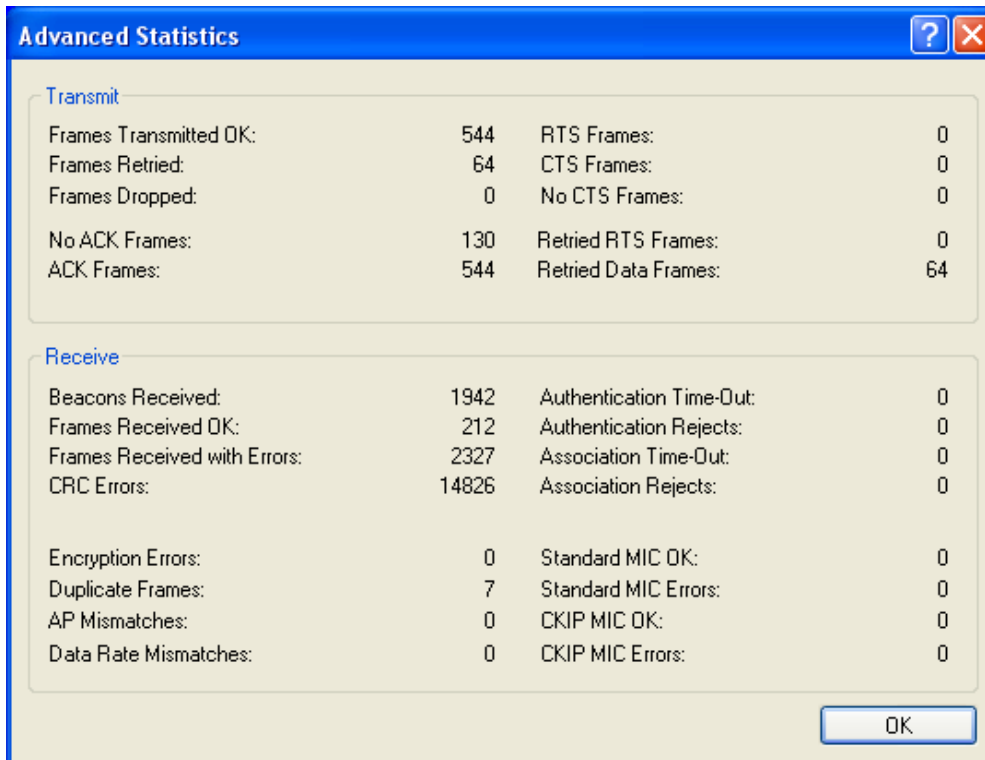 Advanced Statistics
?
Transmit
Frames Transmitted OK: 544 RTS Frames: 0
Frames Retried: 64 CTS Frames: 0
Frames Dropped: 0 No CTS Frames: 0
No ACK Frames: 130 Retried RTS Frames: 0
ACK Frames: 544 Retried Data Frames: 64
Receive
Beacons Received: 1942 Authentication Time-Out: 0
Frames Received OK: 212 Authentication Rejects: 0
Frames Received with Errors: 2327 Association Time-Out: 0
CRC Errors: 14826 Association Rejects: 0
Encryption Errors: 0 Standard MIC OK: 0
Duplicate Frames: 7 Standard MIC Errors: 0
AP Mismatches: 0 CKIP MIC OK: 0
Data Rate Mismatches: 0 CKIP MIC Errors: 0
OK